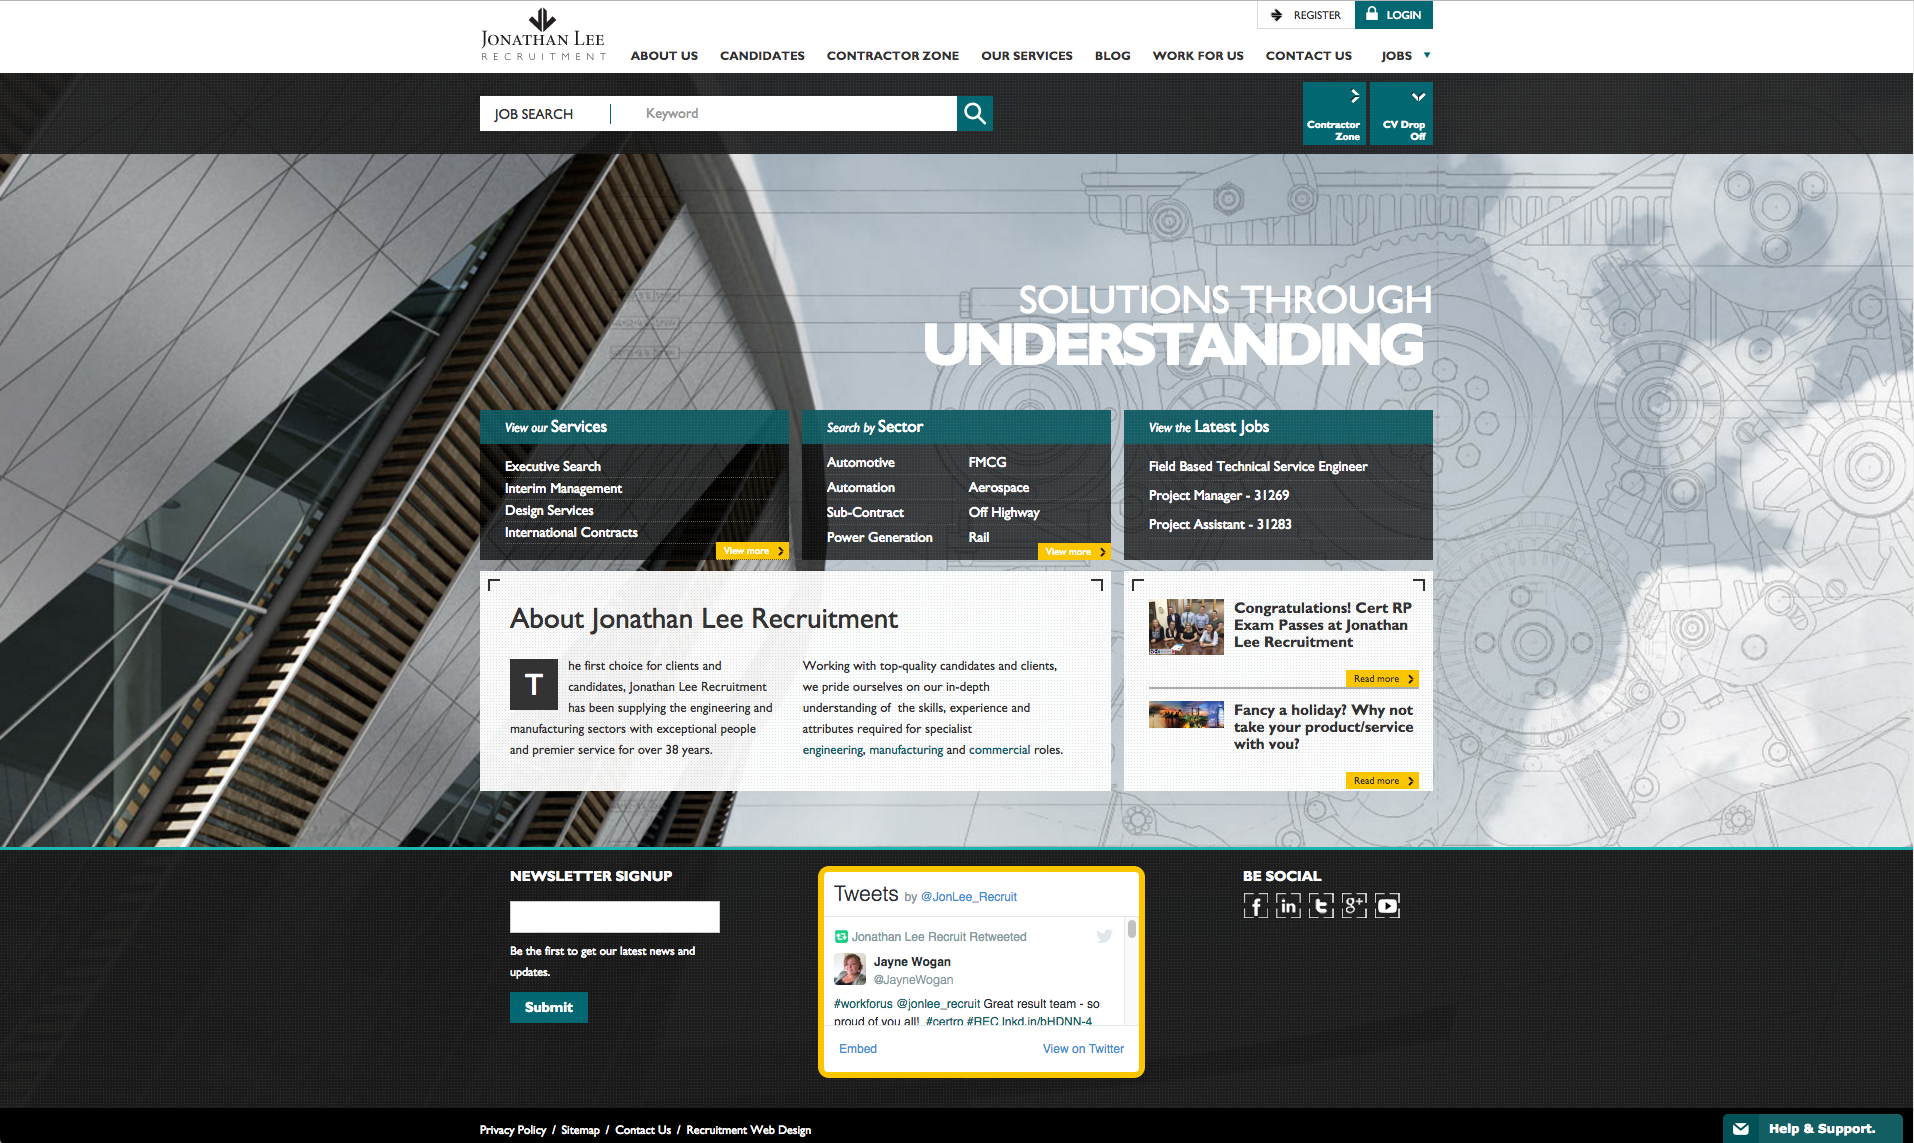 REGISTER
LOGIN
JONATHAN LEE
RECRUITMENT
ABOUT US
CANDIDATES
CONTRACTOR ZONE
OUR SERVICES
BLOG
WORK FOR US
CONTACT US
JOBS
JOB SEARCH
Keyword
Contractor
Zone
CV Drop
Off
SOLUTIONS THROUGH
UNDERSTANDING
View our Services
Executive Search
Interim Management
Design Services
International Contracts
View more
Search by Sector
Automotive
FMCG
Automation
Aerospace
Sub-Contract
Off Highway
Power Generation
Rail
View more
View the Latest Jobs
Field Based Technical Service Engineer
Project Manager - 31269
Project Assistant - 31283
About Jonathan Lee Recruitment
The first choice for clients and
candidates, Jonathan Lee Recruitment
has been supplying the engineering and
manufacturing sectors with exceptional people
and premier service for over 38 years.
Working with top-quality candidates and clients,
we pride ourselves on our in-depth
understanding of the skills, experience and
attributes required for specialist
engineering, manufacturing and commercial roles.
Congratulations! Cert RP
Exam Passes at Jonathan
Lee Recruitment
Read more
Fancy a holiday? Why not
take your product/service
with you?
Read more
NEWSLETTER SIGNUP
Be the first to get our latest news and
updates.
Submit
Tweets by @JonLee_Recruit
Jonathan Lee Recruit Retweeted
Jayne Wogan
@JayneWogan
#workforus @jonlee_recruit Great result team - so
proud of you all! #certrp #REC lnkd.in/bHDNN-4
Embed
View on Twitter
BE SOCIAL
Privacy Policy / Sitemap / Contact Us / Recruitment Web Design
Help & Support.